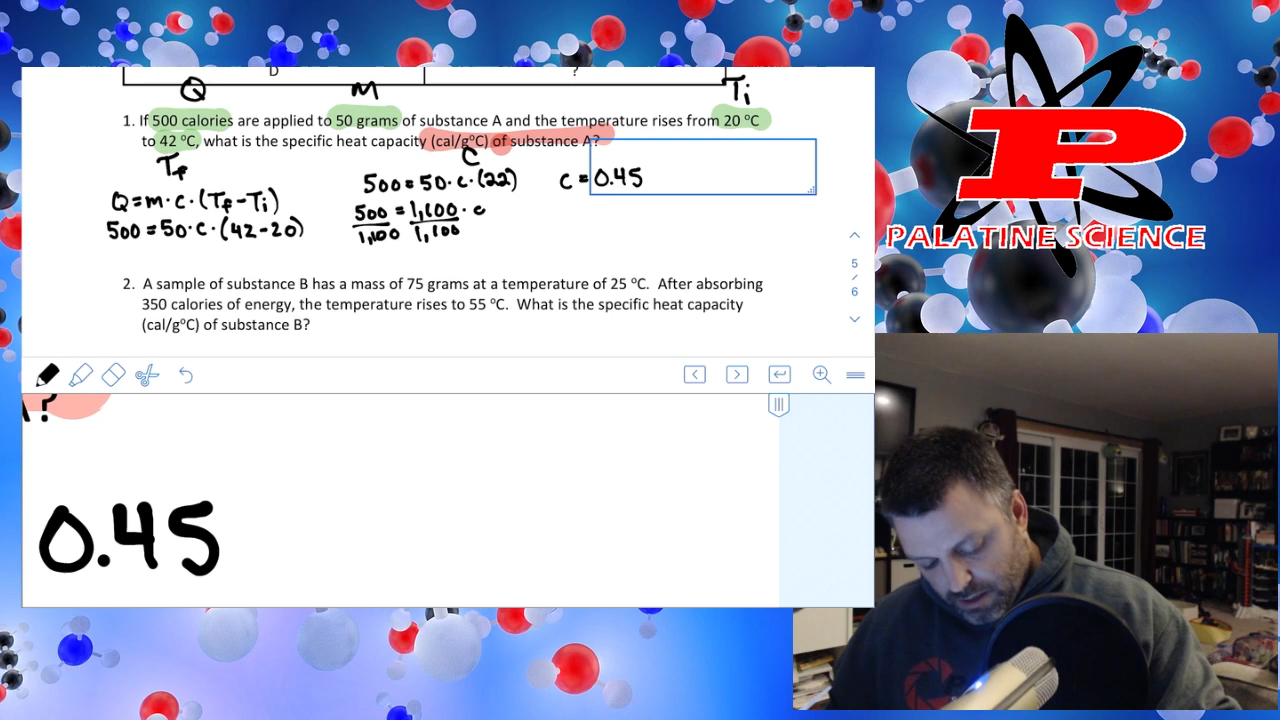 D ?
Q M Ti
1. If 500 calories are applied to 50 grams of substance A and the temperature rises from 20 °C
to 42 °C, what is the specific heat capacity (cal/g°C) of substance A?
Tf C
Q=m·c·(Tf-Ti)
500=50·c·(42-20)
500=50·c·(22)
500 = 1,100·c
1,100 1,100
c = 0.45
2. A sample of substance B has a mass of 75 grams at a temperature of 25 °C. After absorbing
350 calories of energy, the temperature rises to 55 °C. What is the specific heat capacity
(cal/g°C) of substance B?
5
/
6
?
0.45
P
PALATINE SCIENCE